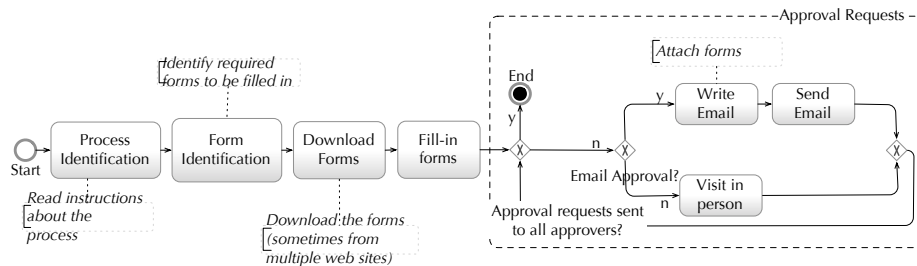 Approval Requests
Identify required
forms to be filled in
Attach forms
End
y
Write
Email
Send
Email
y
Start
Process
Identification
Form
Identification
Download
Forms
Fill-in
forms
X
n
X
X
Email Approval?
n
Visit in
person
Read instructions
about the
process
Download the forms
(sometimes from
multiple web sites)
Approval requests sent
to all approvers?